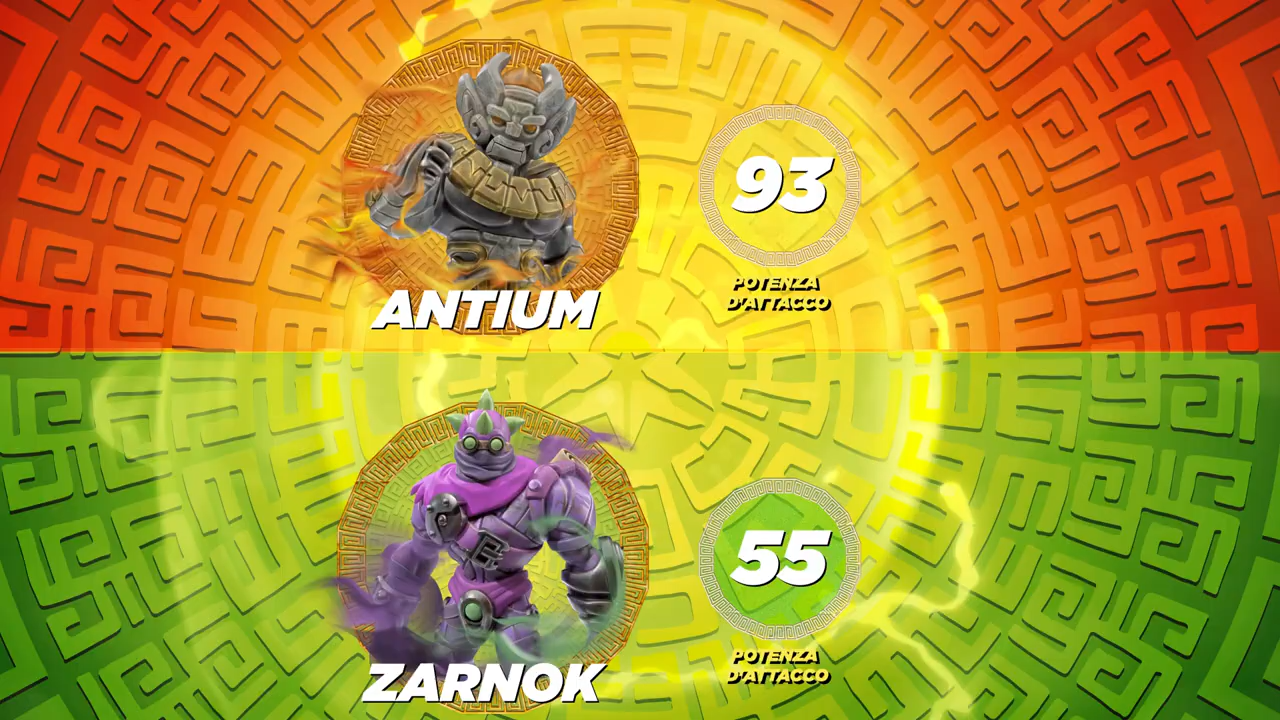 93
POTENZA
D'ATTACCO
ANTIUM
55
POTENZA
D'ATTACCO
ZARNOK